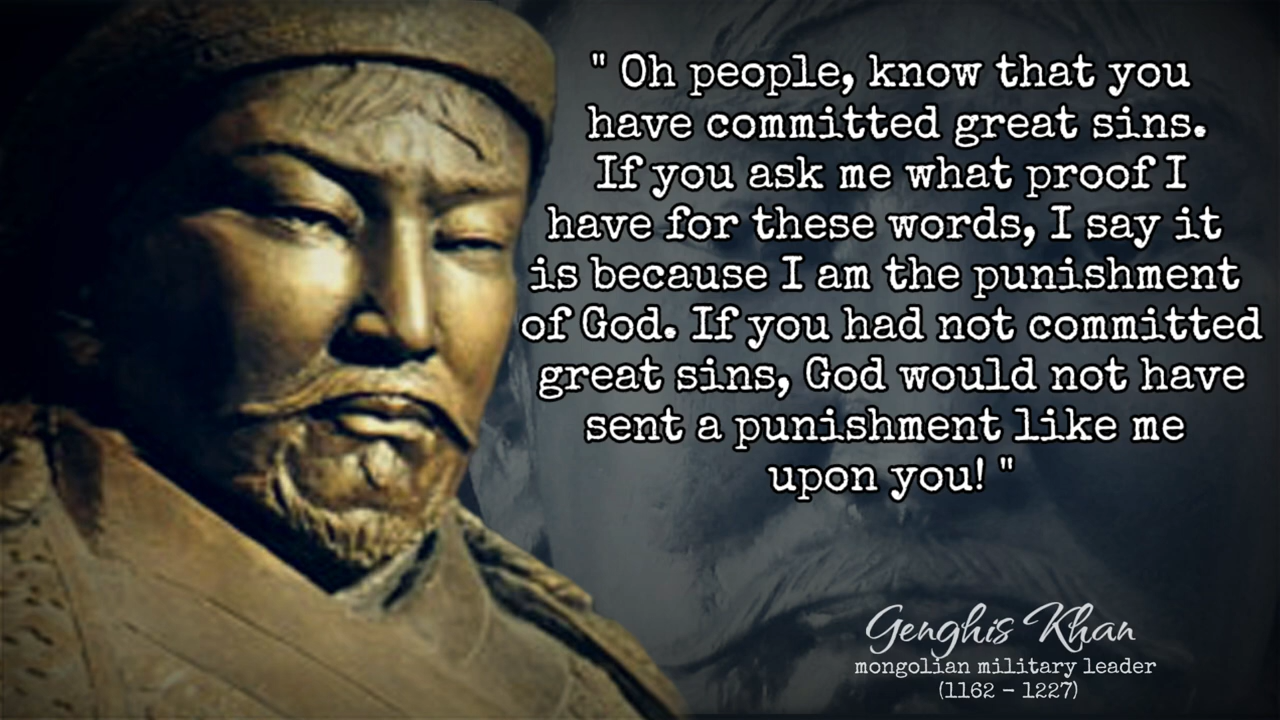 " Oh people, know that you
have committed great sins.
If you ask me what proof I
have for these words, I say it
is because I am the punishment
of God. If you had not committed
great sins, God would not have
sent a punishment like me
upon you! "
Genghis Khan
mongolian military leader
(1162 - 1227)